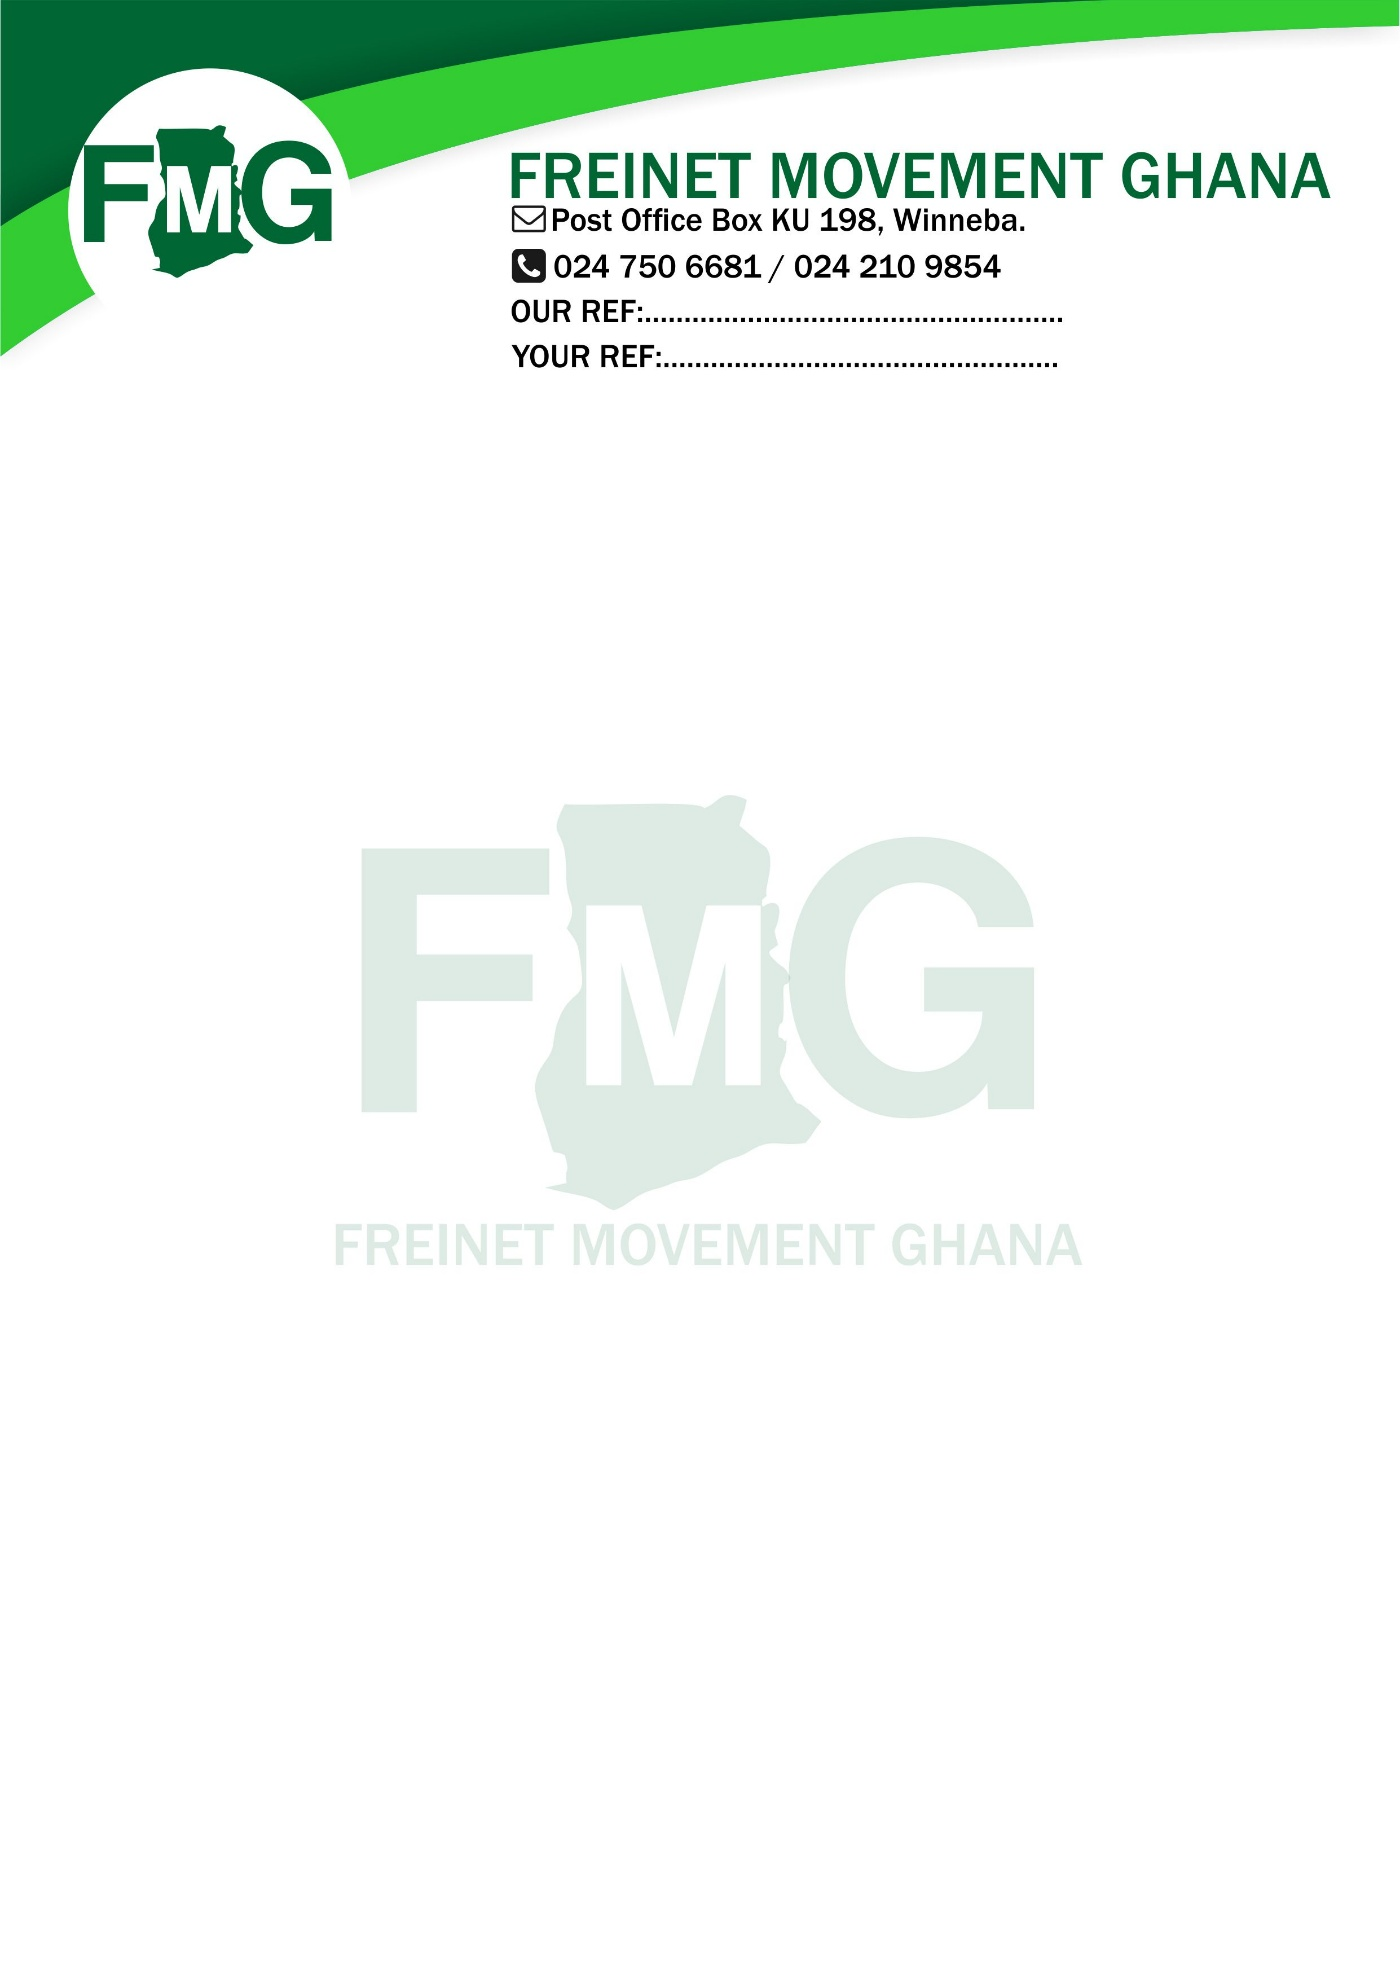 FMG
FREINET MOVEMENT GHANA
Post Office Box KU 198, Winneba.
024 750 6681 / 024 210 9854
OUR REF:.....................................................
YOUR REF:..................................................
FMG
FREINET MOVEMENT GHANA